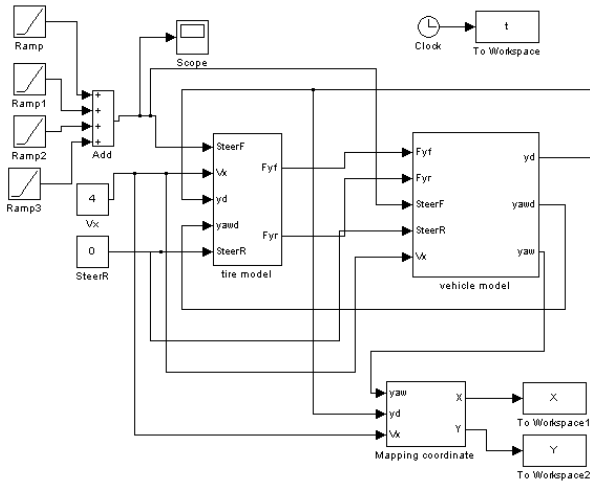 Ramp
Ramp1
Ramp2
Ramp3
+
+
+
+
Add
Scope
Clock
t
To Workspace
4
Vx
0
SteerR
SteerF
Vx
yd
yawd
SteerR
Fyf
Fyr
tire model
Fyf
Fyr
SteerF
SteerR
Vx
yd
yawd
yaw
vehicle model
yaw
yd
Vx
X
Y
Mapping coordinate
X
To Workspace1
Y
To Workspace2